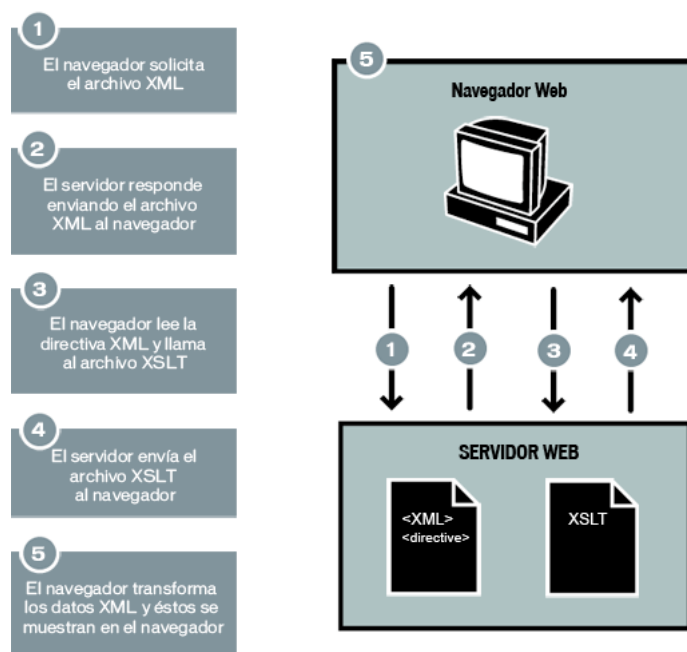 1
El navegador solicita
el archivo XML
2
El servidor responde
enviando el archivo
XML al navegador
3
El navegador lee la
directiva XML y llama
al archivo XSLT
4
El servidor envía el
archivo XSLT
al navegador
5
El navegador transforma
los datos XML y éstos se
muestran en el navegador
5
Navegador Web
1
2
3
4
SERVIDOR WEB
<XML>
<directive>
XSLT